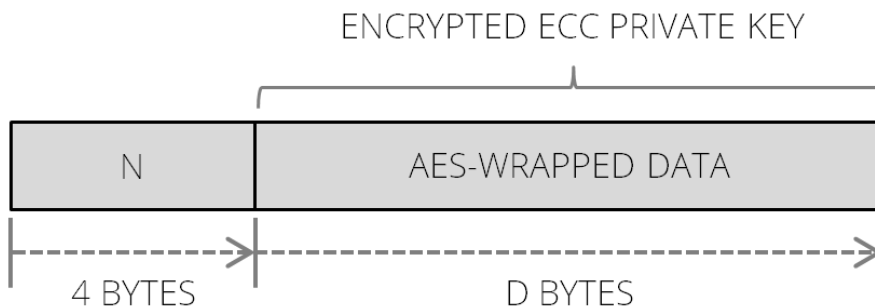 ENCRYPTED ECC PRIVATE KEY
N AES-WRAPPED DATA
4 BYTES D BYTES